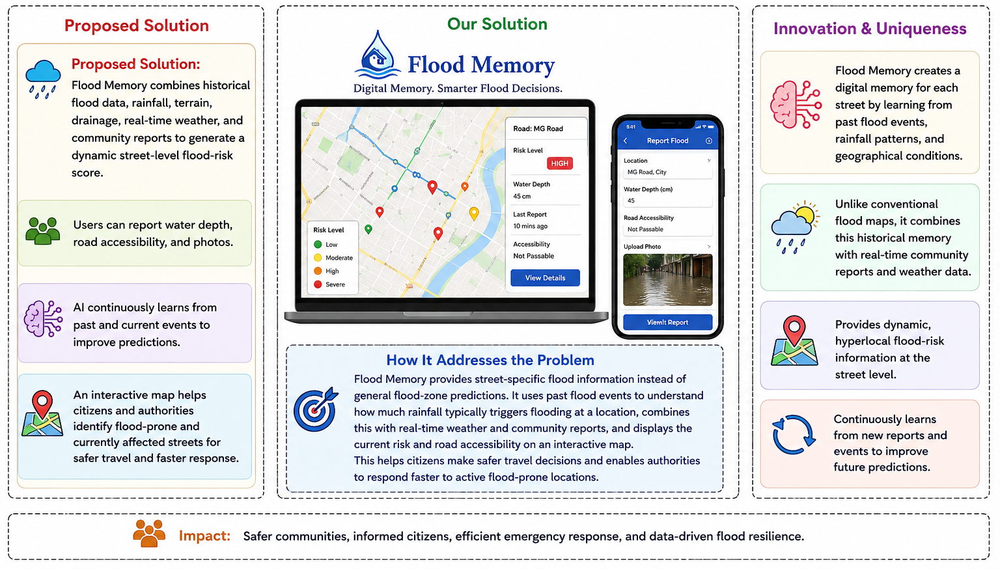 Proposed Solution
Proposed Solution:
Flood Memory combines historical
flood data, rainfall, terrain,
drainage, real-time weather, and
community reports to generate a
dynamic street-level flood-risk
score.
Users can report water depth,
road accessibility, and photos.
AI continuously learns from
past and current events to
improve predictions.
An interactive map helps
citizens and authorities
identify flood-prone and
currently affected streets for
safer travel and faster response.
Our Solution
Flood Memory
Digital Memory. Smarter Flood Decisions.
Road: MG Road
Risk Level
HIGH
Water Depth
45 cm
Last Report
10 mins ago
Accessibility
Not Passable
View Details
Risk Level
Low
Moderate
High
Severe
8:41
Report Flood
Location
MG Road, City
Water Depth (cm)
45
Road Accessibility
Not Passable
Upload Photo
Report
How It Addresses the Problem
Flood Memory provides street-specific flood information instead of
general flood-zone predictions. It uses past flood events to understand
how much rainfall typically triggers flooding at a location, combines
this with real-time weather and community reports, and displays the
current risk and road accessibility on an interactive map.
This helps citizens make safer travel decisions and enables authorities
to respond faster to active flood-prone locations.
Innovation & Uniqueness
Flood Memory creates a
digital memory for each
street by learning from
past flood events,
rainfall patterns, and
geographical conditions.
Unlike conventional
flood maps, it combines
this historical memory
with real-time community
reports and weather data.
Provides dynamic,
hyperlocal flood-risk
information at the
street level.
Continuously learns
from new reports and
events to improve
future predictions.
Impact: Safer communities, informed citizens, efficient emergency response, and data-driven flood resilience.